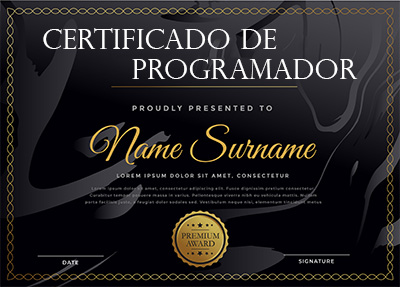 CERTIFICADO DE
PROGRAMADOR
PROUDLY PRESENTED TO
Name Surname
LOREM IPSUM DOLOR SIT AMET, CONSECTETUR
PREMIUM
AWARD
DATE
SIGNATURE